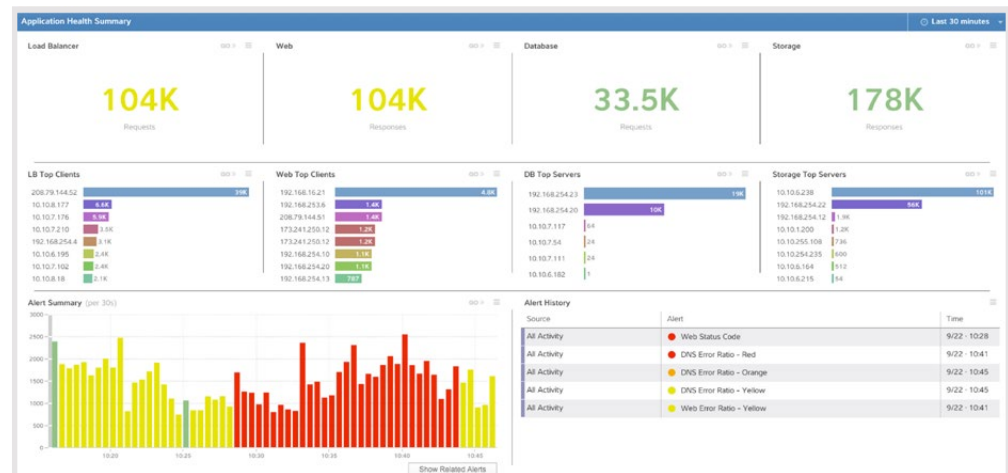 Application Health Summary
Last 30 minutes
Load Balancer
104K
Requests
Web
104K
Responses
Database
33.5K
Requests
Storage
178K
Responses
LB Top Clients
208.79.144.52 39K
10.10.8.177 6.6K
10.10.7.176 5.9K
10.10.7.210
192.168.254.4 3.1K
10.10.6.195 2.4K
10.10.7.102 2.4K
10.10.8.18 2.1K
Web Top Clients
192.168.16.21 4.8K
192.168.253.6 1.4K
208.79.144.51 1.4K
173.241.250.12 1.2K
173.241.250.12 1.2K
192.168.254.10 1.1K
192.168.254.20 1.1K
192.168.254.13 787
DB Top Servers
192.168.254.23 19K
192.168.254.20 10K
10.10.7.117 64
10.10.7.54 24
10.10.7.111 24
10.10.6.182 1
Storage Top Servers
10.10.6.238 101K
192.168.254.22 96K
192.168.254.12 1.9K
10.10.1.200 1.2K
10.10.255.108 736
10.10.254.235 600
10.10.6.164 512
10.10.6.215 54
Alert Summary (per 30s)
3000
2500
2000
1500
1000
500
0
10:20 10:25 10:30 10:35 10:40 10:45
Show Related Alerts
Alert History
Source Alert Time
All Activity Web Status Code 9/22 - 10:28
All Activity DNS Error Ratio - Red 9/22 - 10:41
All Activity DNS Error Ratio - Orange 9/22 - 10:45
All Activity DNS Error Ratio - Yellow 9/22 - 10:45
All Activity Web Error Ratio - Yellow 9/22 - 10:41